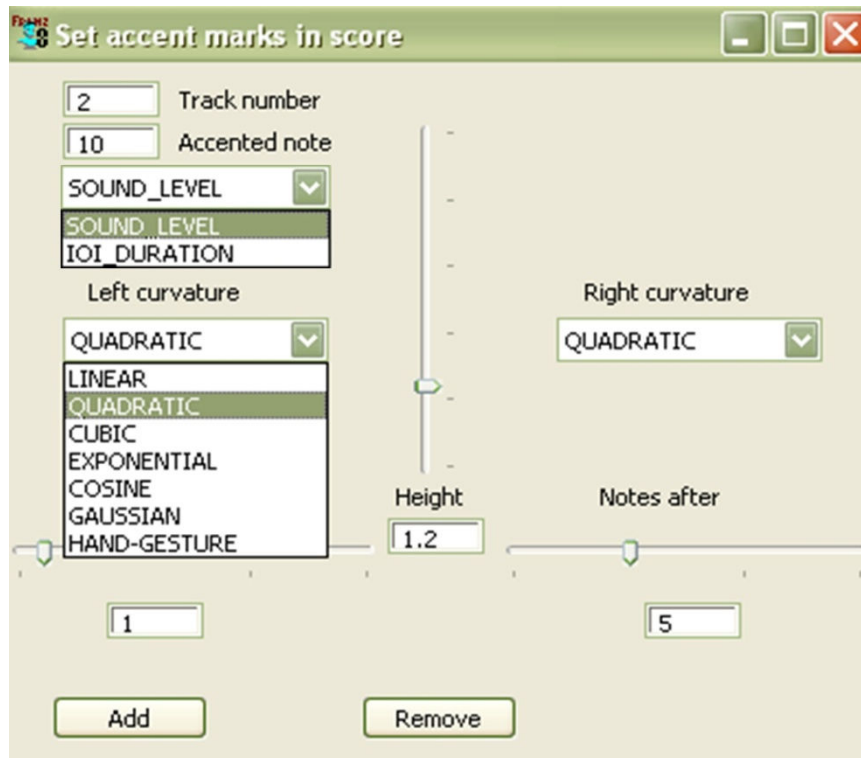 FRANZ
Set accent marks in score
2 Track number
10 Accented note
SOUND_LEVEL
SOUND_LEVEL
IOI_DURATION
Left curvature
Right curvature
QUADRATIC
QUADRATIC
LINEAR
QUADRATIC
CUBIC
EXPONENTIAL
COSINE
GAUSSIAN
HAND-GESTURE
Height
Notes after
1.2
1
5
Add
Remove